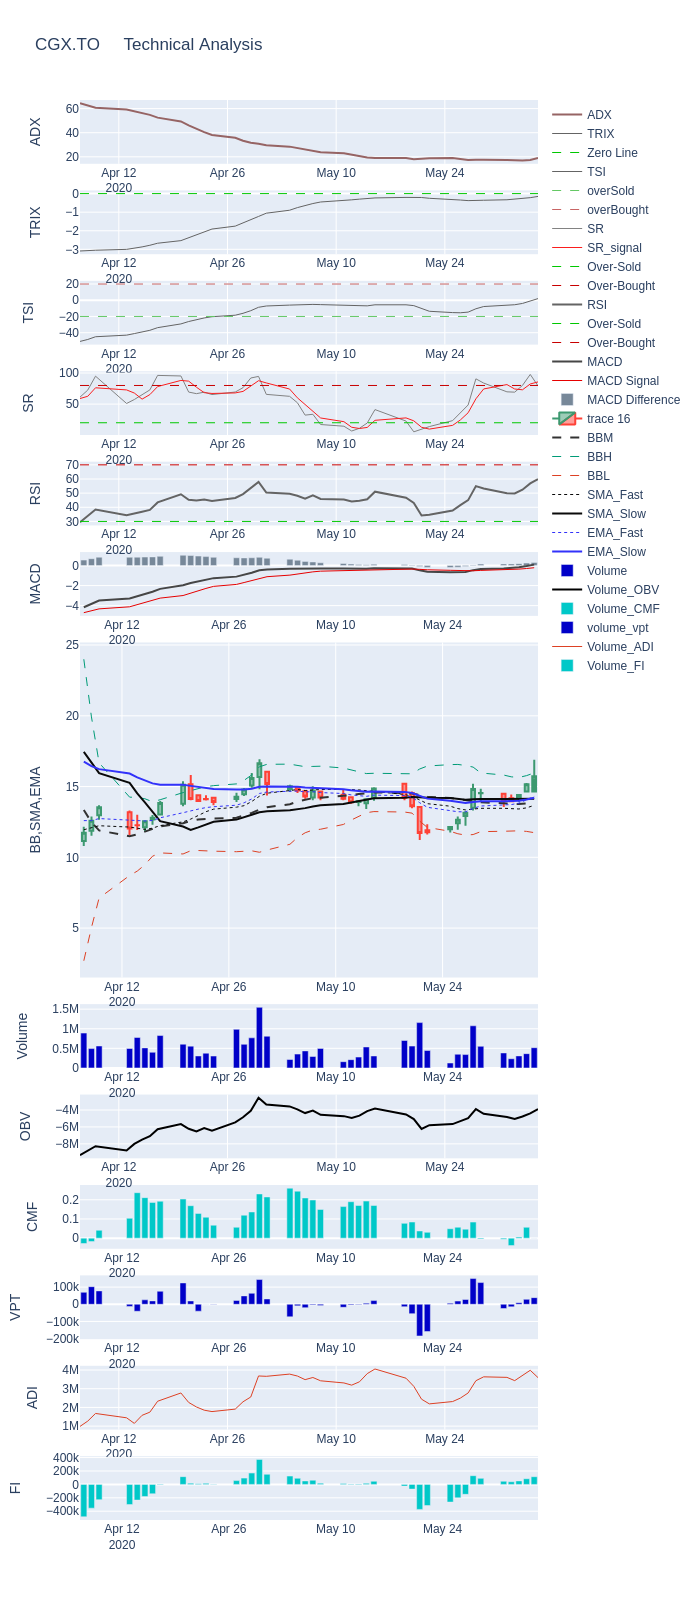 CGX.TO Technical Analysis
ADX
60
40
20
Apr 12
2020
Apr 26
May 10
May 24
TRIX
0
−1
−2
−3
Apr 12
2020
Apr 26
May 10
May 24
TSI
20
0
−20
−40
Apr 12
2020
Apr 26
May 10
May 24
SR
100
50
Apr 12
2020
Apr 26
May 10
May 24
RSI
70
60
50
40
30
Apr 12
2020
Apr 26
May 10
May 24
MACD
0
−2
−4
Apr 12
2020
Apr 26
May 10
May 24
BB,SMA,EMA
25
20
15
10
5
Apr 12
2020
Apr 26
May 10
May 24
Volume
1.5M
1M
0.5M
0
Apr 12
2020
Apr 26
May 10
May 24
OBV
−4M
−6M
−8M
Apr 12
2020
Apr 26
May 10
May 24
CMF
0.2
0.1
0
Apr 12
2020
Apr 26
May 10
May 24
VPT
100k
0
−100k
−200k
Apr 12
2020
Apr 26
May 10
May 24
ADI
4M
3M
2M
1M
Apr 12
2020
Apr 26
May 10
May 24
FI
400k
200k
0
−200k
−400k
Apr 12
2020
Apr 26
May 10
May 24
ADX
TRIX
Zero Line
TSI
overSold
overBought
SR
SR_signal
Over-Sold
Over-Bought
RSI
Over-Sold
Over-Bought
MACD
MACD Signal
MACD Difference
trace 16
BBM
BBH
BBL
SMA_Fast
SMA_Slow
EMA_Fast
EMA_Slow
Volume
Volume_OBV
Volume_CMF
volume_vpt
Volume_ADI
Volume_FI